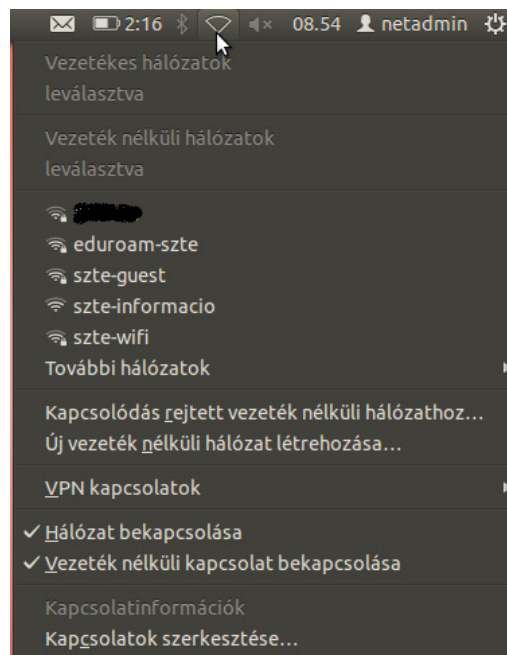 2:16 08.54 netadmin
Vezetékes hálózatok
leválasztva
Vezeték nélküli hálózatok
leválasztva
eduroam-szte
szte-guest
szte-informacio
szte-wifi
További hálózatok
Kapcsolódás rejtett vezeték nélküli hálózathoz...
Új vezeték nélküli hálózat létrehozása...
VPN kapcsolatok
Hálózat bekapcsolása
Vezeték nélküli kapcsolat bekapcsolása
Kapcsolatinformációk
Kapcsolatok szerkesztése...